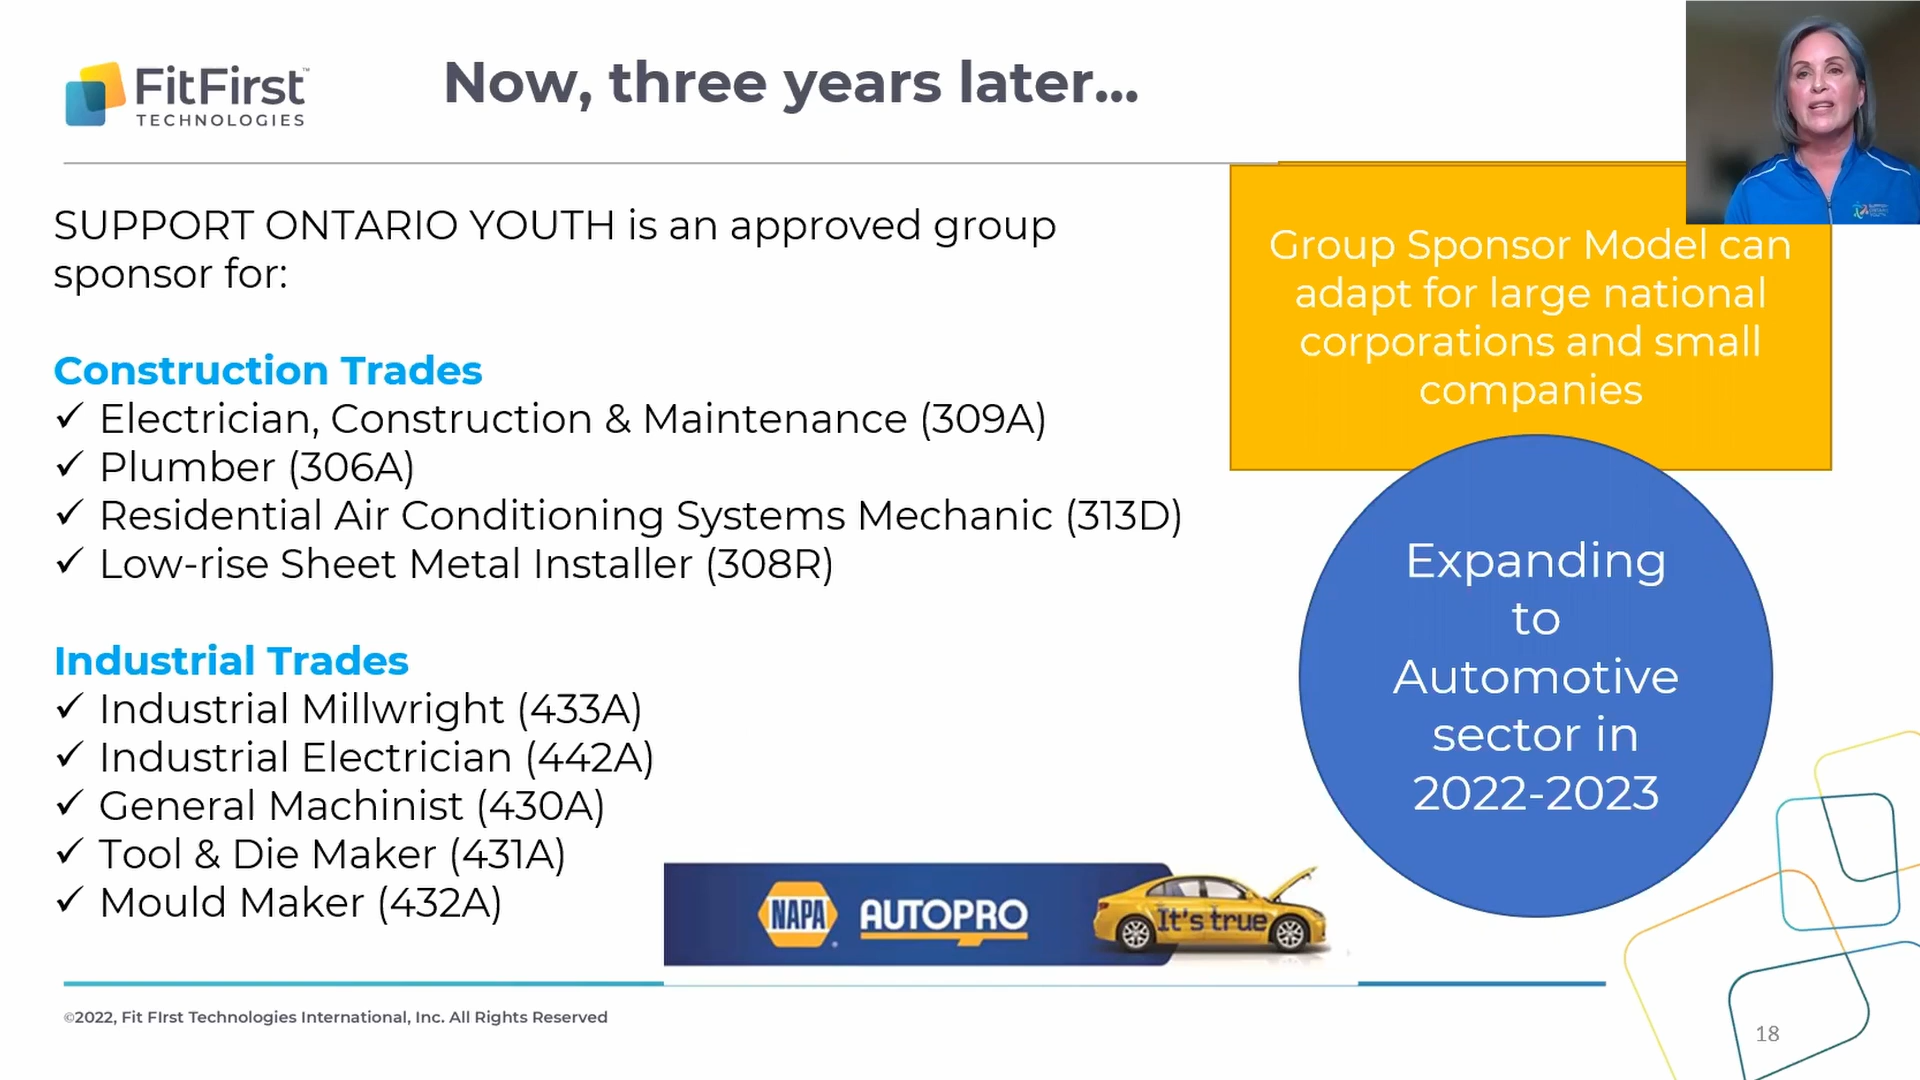 FitFirst™
TECHNOLOGIES
Now, three years later...
SUPPORT ONTARIO YOUTH is an approved group
sponsor for:
Construction Trades
✓ Electrician, Construction & Maintenance (309A)
✓ Plumber (306A)
✓ Residential Air Conditioning Systems Mechanic (313D)
✓ Low-rise Sheet Metal Installer (308R)
Industrial Trades
✓ Industrial Millwright (433A)
✓ Industrial Electrician (442A)
✓ General Machinist (430A)
✓ Tool & Die Maker (431A)
✓ Mould Maker (432A)
Group Sponsor Model can
adapt for large national
corporations and small
companies
Expanding
to
Automotive
sector in
2022-2023
NAPA AUTOPRO
It's true
©2022, Fit FIrst Technologies International, Inc. All Rights Reserved
18